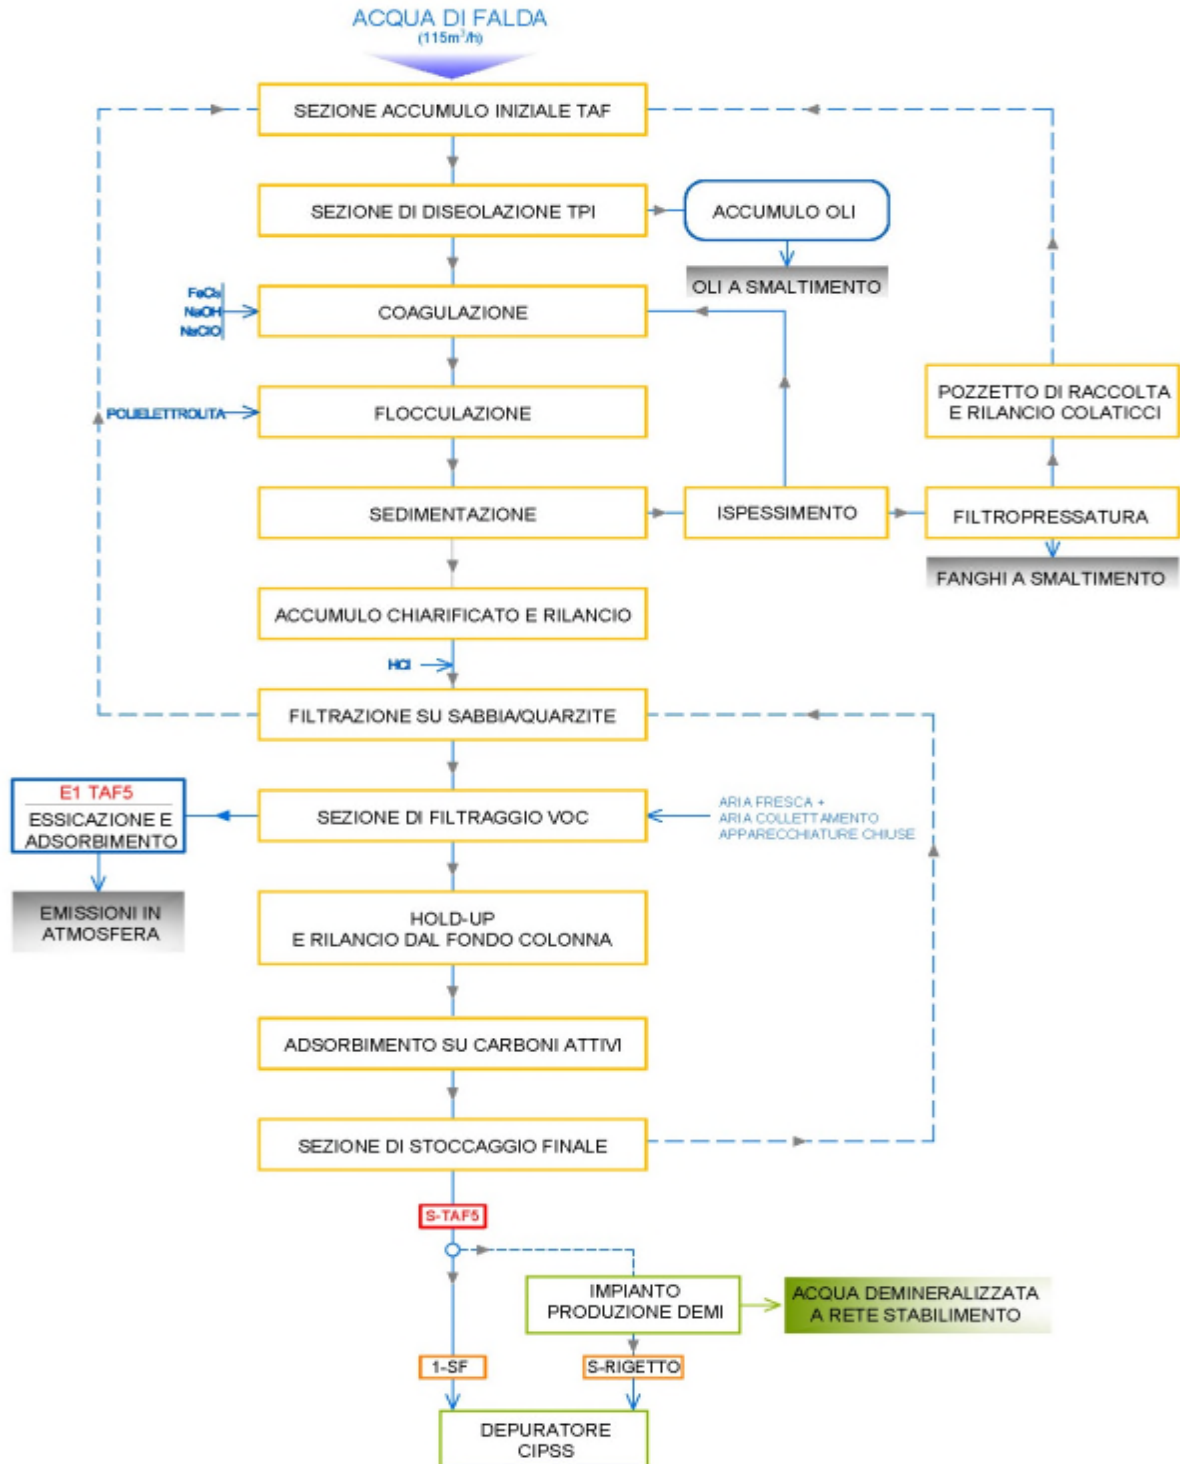 ACQUA DI FALDA
(115m³/h)
SEZIONE ACCUMULO INIZIALE TAF
SEZIONE DI DISEOLAZIONE TPI
ACCUMULO OLI
OLI A SMALTIMENTO
FeCl₃
NaOH
NaClO
COAGULAZIONE
POLIELETTROLITA
FLOCCULAZIONE
POZZETTO DI RACCOLTA
E RILANCIO COLATICCI
SEDIMENTAZIONE
ISPESSIMENTO
FILTROPRESSATURA
FANGHI A SMALTIMENTO
ACCUMULO CHIARIFICATO E RILANCIO
HCl
FILTRAZIONE SU SABBIA/QUARZITE
E1 TAF5
ESSICAZIONE E
ADSORBIMENTO
SEZIONE DI FILTRAGGIO VOC
ARIA FRESCA +
ARIA COLLETTAMENTO
APPARECCHIATURE CHIUSE
EMISSIONI IN
ATMOSFERA
HOLD-UP
E RILANCIO DAL FONDO COLONNA
ADSORBIMENTO SU CARBONI ATTIVI
SEZIONE DI STOCCAGGIO FINALE
S-TAF5
IMPIANTO
PRODUZIONE DEMI
ACQUA DEMINERALIZZATA
A RETE STABILIMENTO
1-SF
S-RIGETTO
DEPURATORE
CIPSS